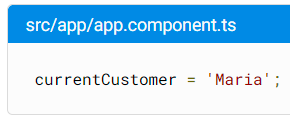 src/app/app.component.ts
currentCustomer = 'Maria';